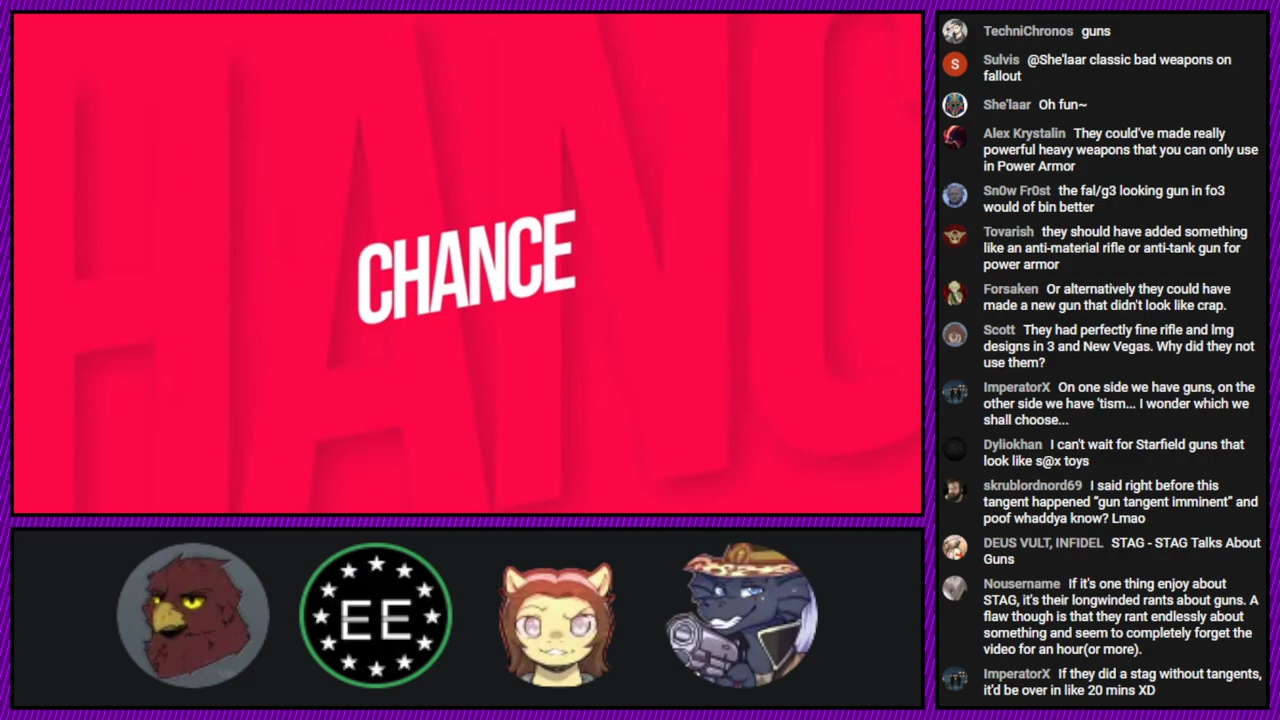 HANC
CHANCE
EE
TechniChronos guns
Sulvis @She'laar classic bad weapons on
fallout
She'laar Oh fun~
Alex Krystalin They could've made really
powerful heavy weapons that you can only use
in Power Armor
Sn0w Fr0st the fal/g3 looking gun in fo3
would of bin better
Tovarish they should have added something
like an anti-material rifle or anti-tank gun for
power armor
Forsaken Or alternatively they could have
made a new gun that didn't look like crap.
Scott They had perfectly fine rifle and lmg
designs in 3 and New Vegas. Why did they not
use them?
ImperatorX On one side we have guns, on the
other side we have 'tism... I wonder which we
shall choose...
Dyliokhan I can't wait for Starfield guns that
look like s@x toys
skrublordnord69 I said right before this
tangent happened “gun tangent imminent” and
poof whaddya know? Lmao
DEUS VULT, INFIDEL STAG - STAG Talks About
Guns
Nousername If it's one thing enjoy about
STAG, it's their longwinded rants about guns. A
flaw though is that they rant endlessly about
something and seem to completely forget the
video for an hour(or more).
ImperatorX If they did a stag without tangents,
it'd be over in like 20 mins XD
S